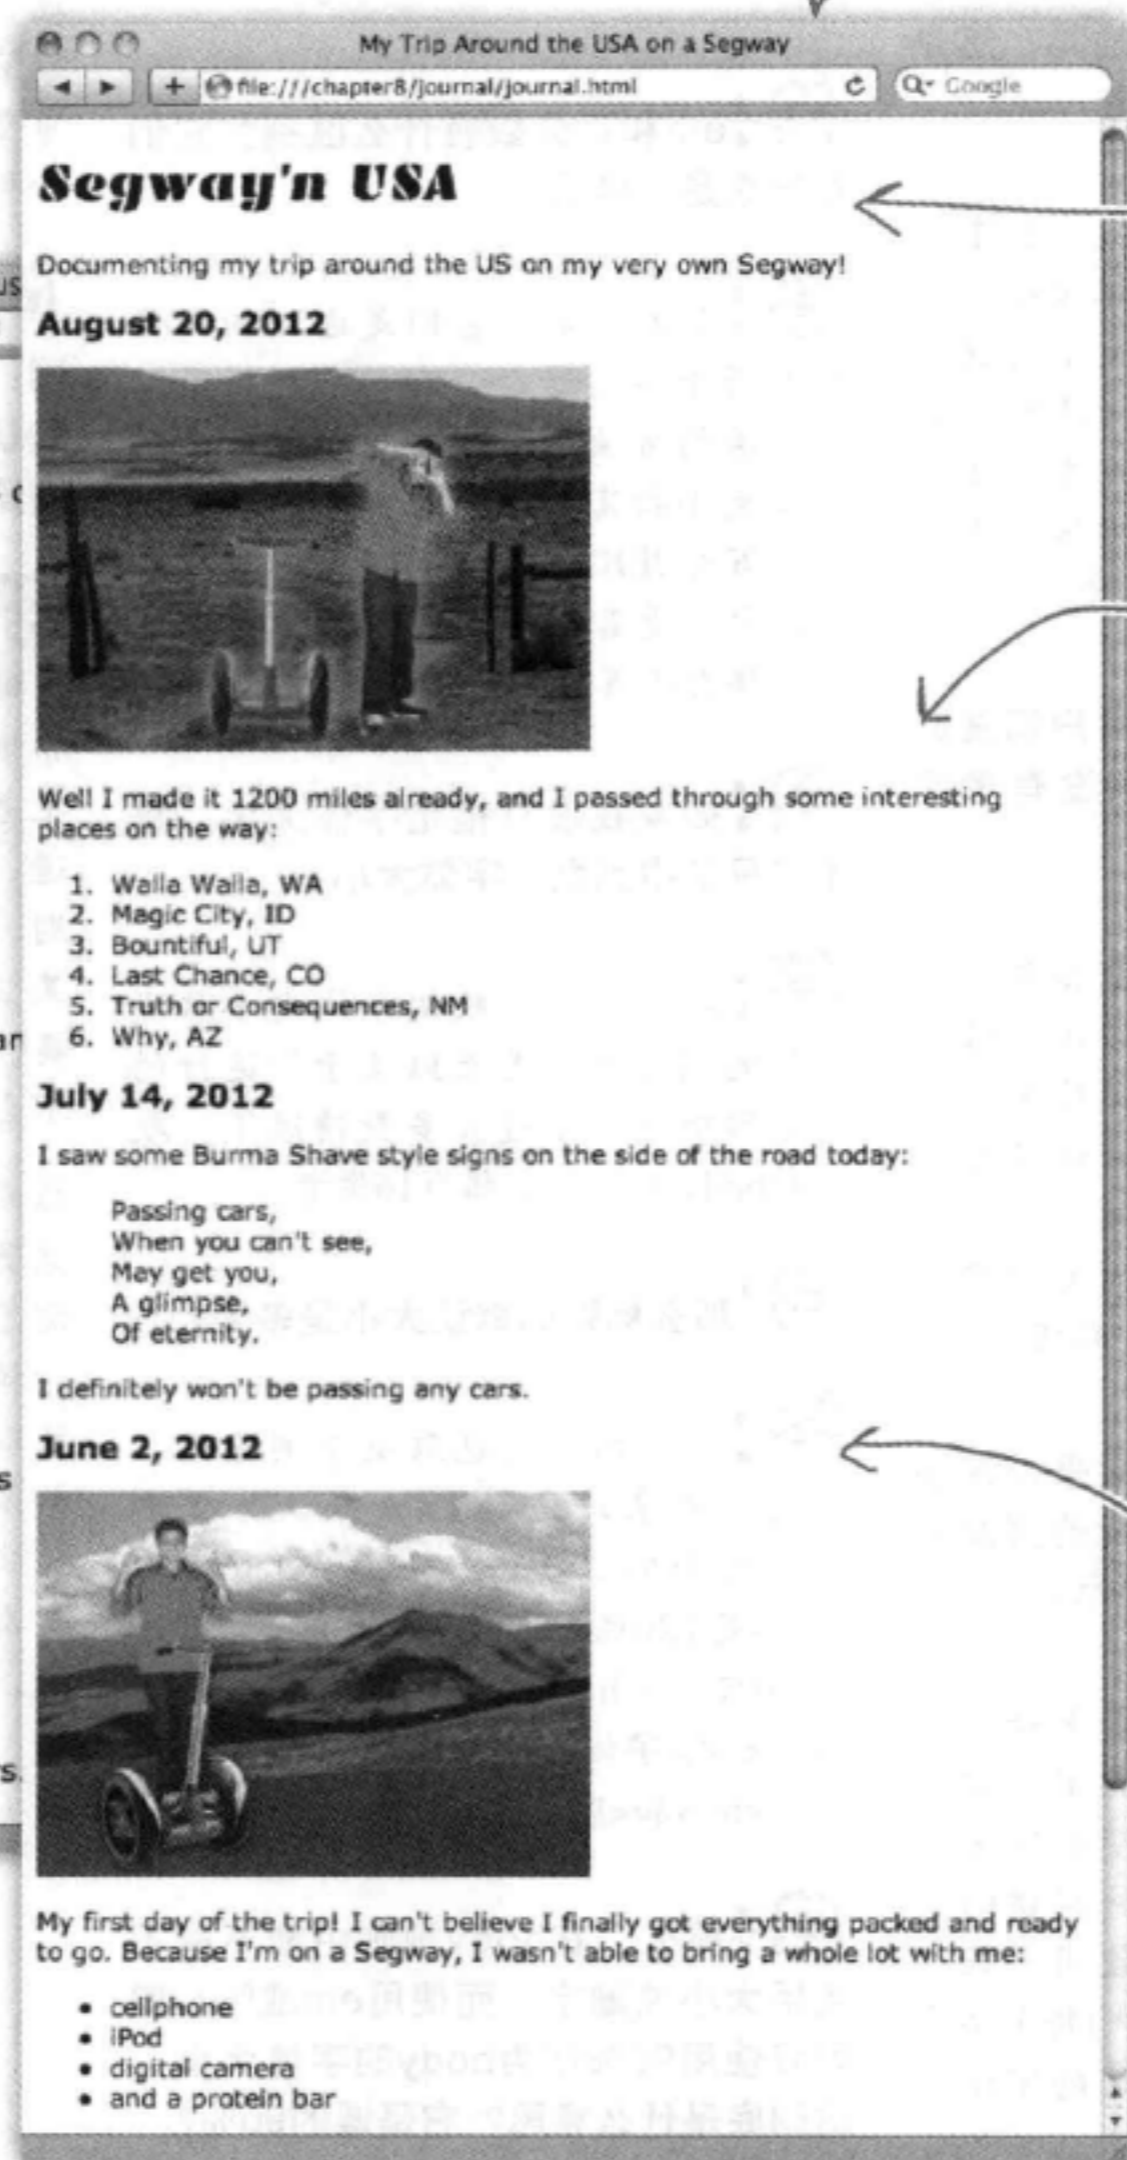 My Trip Around the USA on a Segway
file:///chapter8/journal/journal.html
Google
Segway'n USA
Documenting my trip around the US on my very own Segway!
August 20, 2012
Well I made it 1200 miles already, and I passed through some interesting
places on the way:
1. Walla Walla, WA
2. Magic City, ID
3. Bountiful, UT
4. Last Chance, CO
5. Truth or Consequences, NM
6. Why, AZ
July 14, 2012
I saw some Burma Shave style signs on the side of the road today:
Passing cars,
When you can't see,
May get you,
A glimpse,
Of eternity.
I definitely won't be passing any cars.
June 2, 2012
My first day of the trip! I can't believe I finally got everything packed and ready
to go. Because I'm on a Segway, I wasn't able to bring a whole lot with me:
• cellphone
• iPod
• digital camera
• and a protein bar